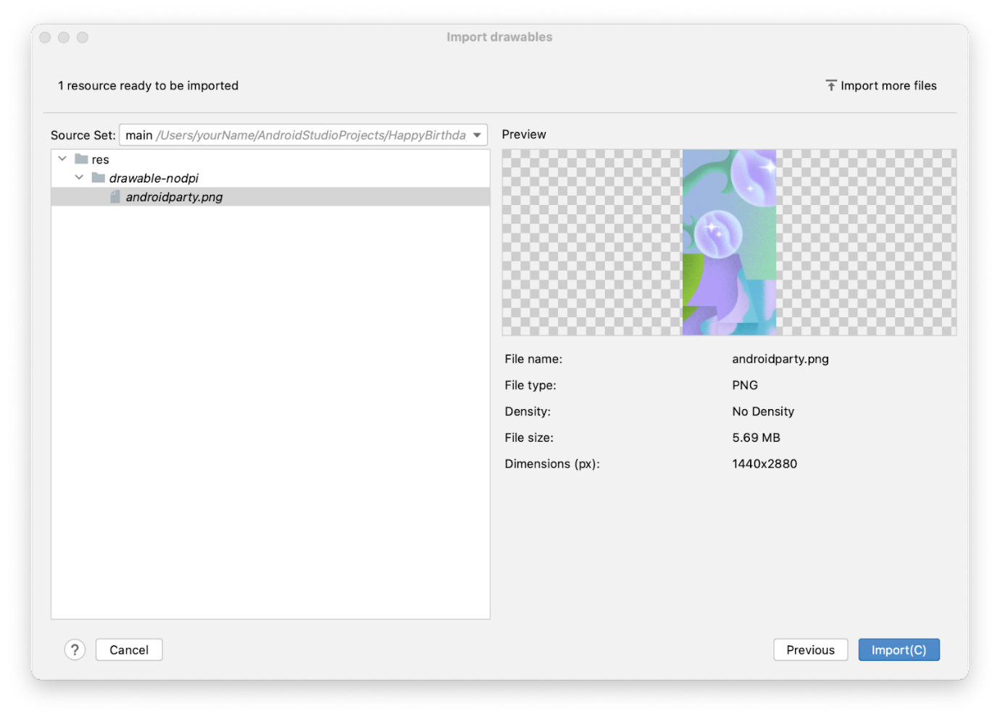 Import drawables
1 resource ready to be imported
Import more files
Source Set: main /Users/yourName/AndroidStudioProjects/HappyBirthda
Preview
res
drawable-nodpi
androidparty.png
File name: androidparty.png
File type: PNG
Density: No Density
File size: 5.69 MB
Dimensions (px): 1440x2880
? Cancel
Previous Import(C)